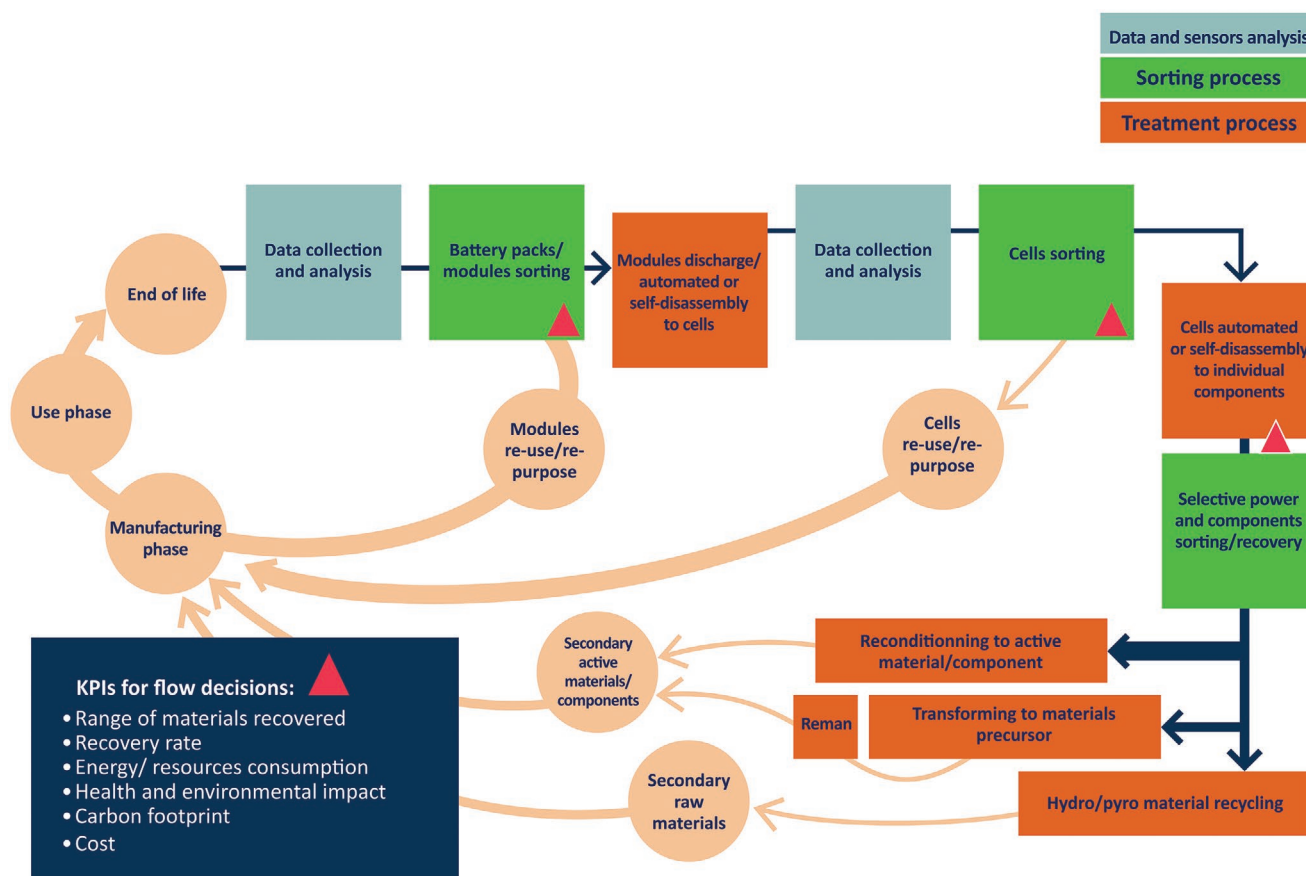 Data and sensors analysis
Sorting process
Treatment process
Data collection
and analysis
Battery packs/
modules sorting
Modules discharge/
automated or
self-disassembly
to cells
Data collection
and analysis
Cells sorting
End of life
Cells automated
or self-disassembly
to individual
components
Use phase
Modules
re-use/re-
purpose
Cells
re-use/re-
purpose
Manufacturing
phase
Selective power
and components
sorting/recovery
Secondary
active
materials/
components
Reconditionning to active
material/component
Reman
Transforming to materials
precursor
Secondary
raw
materials
Hydro/pyro material recycling
KPIs for flow decisions:
• Range of materials recovered
• Recovery rate
• Energy/ resources consumption
• Health and environmental impact
• Carbon footprint
• Cost